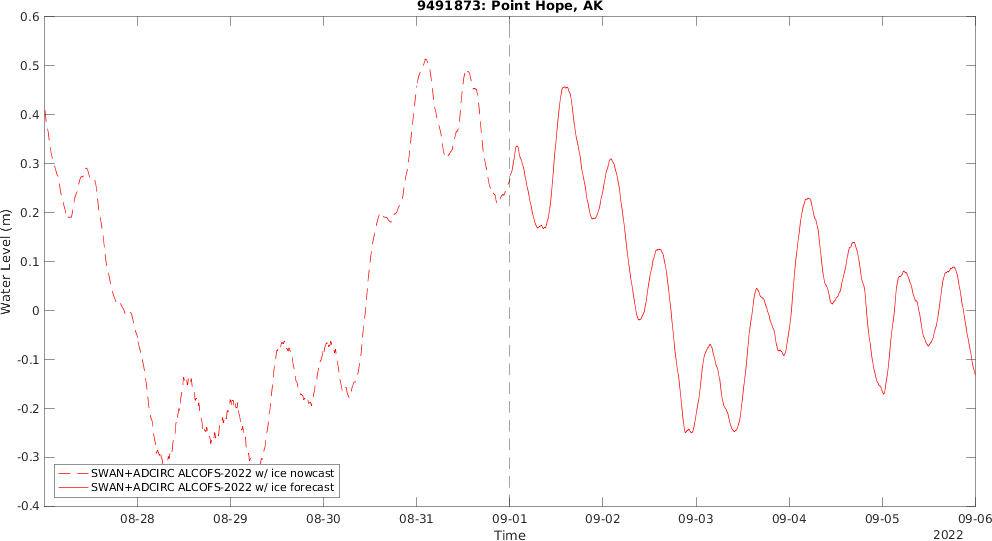 9491873: Point Hope, AK
0.6
0.5
0.4
0.3
0.2
0.1
0
-0.1
-0.2
-0.3
-0.4
Water Level (m)
SWAN+ADCIRC ALCOFS-2022 w/ ice nowcast
SWAN+ADCIRC ALCOFS-2022 w/ ice forecast
08-28 08-29 08-30 08-31 09-01 09-02 09-03 09-04 09-05 09-06
Time
2022